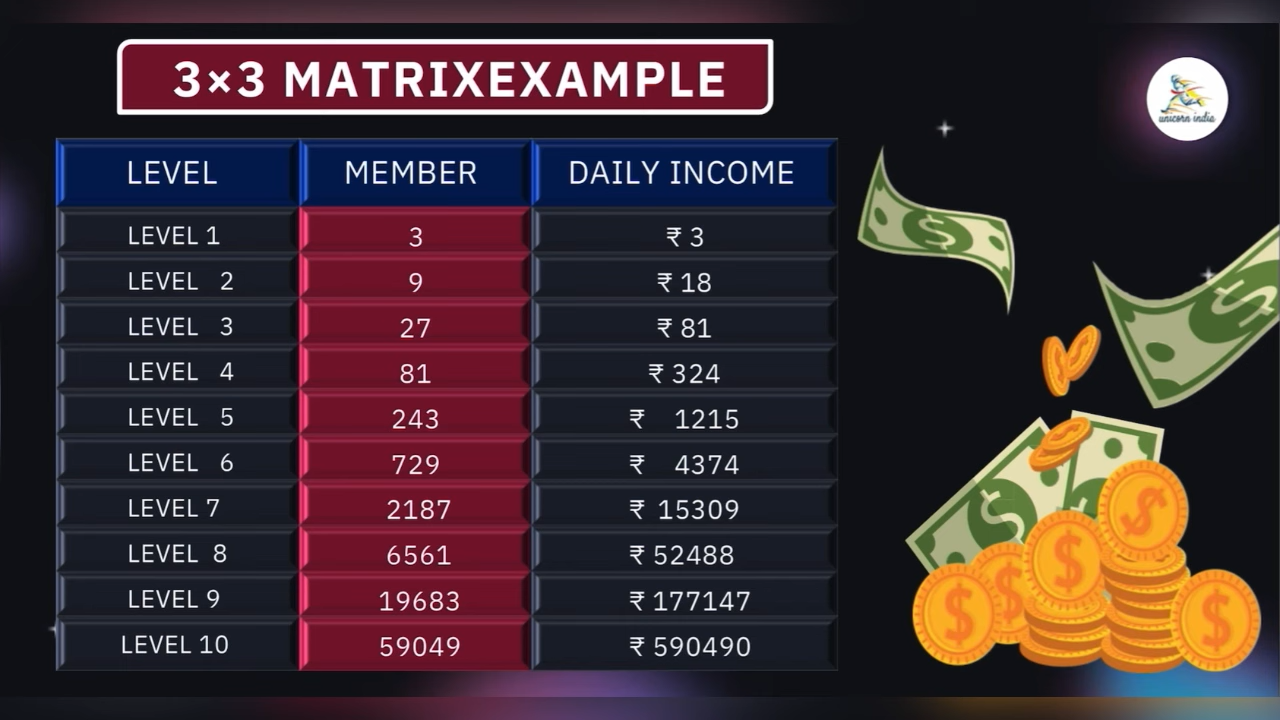 3×3 MATRIXEXAMPLE
unicorn india
LEVEL MEMBER DAILY INCOME
LEVEL 1 3 ₹ 3
LEVEL 2 9 ₹ 18
LEVEL 3 27 ₹ 81
LEVEL 4 81 ₹ 324
LEVEL 5 243 ₹ 1215
LEVEL 6 729 ₹ 4374
LEVEL 7 2187 ₹ 15309
LEVEL 8 6561 ₹ 52488
LEVEL 9 19683 ₹ 177147
LEVEL 10 59049 ₹ 590490